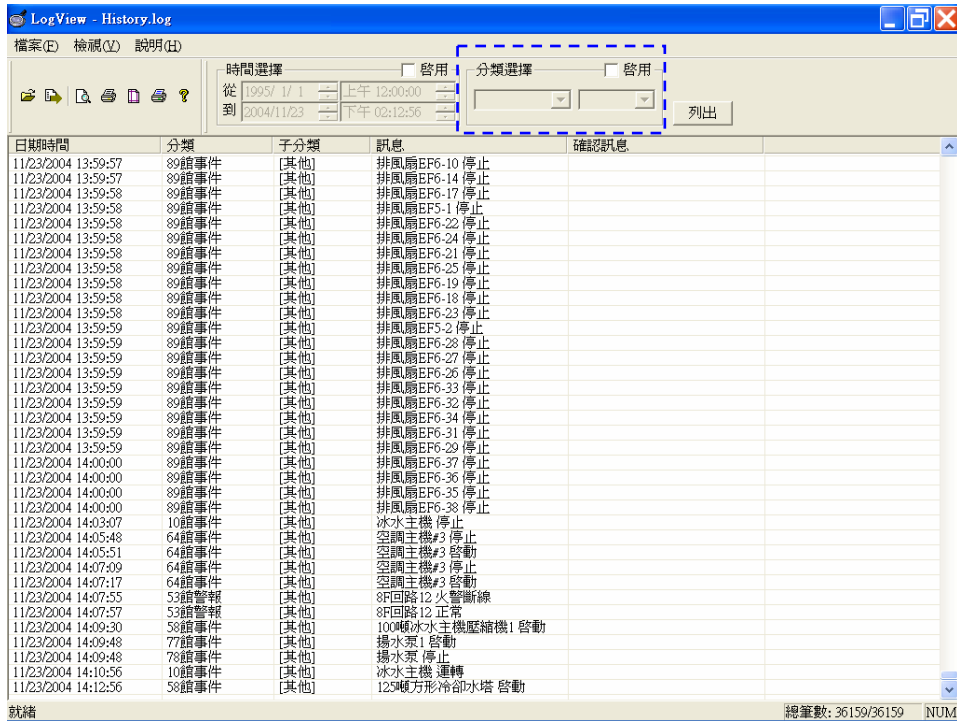 LogView - History.log
檔案(F) 檢視(V) 說明(H)
時間選擇 啓用 分類選擇 啓用
從 1995/ 1/ 1 上午 12:00:00
到 2004/11/23 下午 02:12:56
列出
日期時間 分類 子分類 訊息 確認訊息
11/23/2004 13:59:57 89館事件 [其他] 排風扇EF6-10 停止
11/23/2004 13:59:57 89館事件 [其他] 排風扇EF6-14 停止
11/23/2004 13:59:58 89館事件 [其他] 排風扇EF6-17 停止
11/23/2004 13:59:58 89館事件 [其他] 排風扇EF5-1 停止
11/23/2004 13:59:58 89館事件 [其他] 排風扇EF6-22 停止
11/23/2004 13:59:58 89館事件 [其他] 排風扇EF6-24 停止
11/23/2004 13:59:58 89館事件 [其他] 排風扇EF6-21 停止
11/23/2004 13:59:58 89館事件 [其他] 排風扇EF6-25 停止
11/23/2004 13:59:58 89館事件 [其他] 排風扇EF6-19 停止
11/23/2004 13:59:58 89館事件 [其他] 排風扇EF6-18 停止
11/23/2004 13:59:58 89館事件 [其他] 排風扇EF6-23 停止
11/23/2004 13:59:59 89館事件 [其他] 排風扇EF5-2 停止
11/23/2004 13:59:59 89館事件 [其他] 排風扇EF6-28 停止
11/23/2004 13:59:59 89館事件 [其他] 排風扇EF6-27 停止
11/23/2004 13:59:59 89館事件 [其他] 排風扇EF6-26 停止
11/23/2004 13:59:59 89館事件 [其他] 排風扇EF6-33 停止
11/23/2004 13:59:59 89館事件 [其他] 排風扇EF6-32 停止
11/23/2004 13:59:59 89館事件 [其他] 排風扇EF6-34 停止
11/23/2004 13:59:59 89館事件 [其他] 排風扇EF6-31 停止
11/23/2004 13:59:59 89館事件 [其他] 排風扇EF6-29 停止
11/23/2004 14:00:00 89館事件 [其他] 排風扇EF6-37 停止
11/23/2004 14:00:00 89館事件 [其他] 排風扇EF6-36 停止
11/23/2004 14:00:00 89館事件 [其他] 排風扇EF6-35 停止
11/23/2004 14:00:00 89館事件 [其他] 排風扇EF6-38 停止
11/23/2004 14:03:07 10館事件 [其他] 冰水主機 停止
11/23/2004 14:05:48 64館事件 [其他] 空調主機#3 停止
11/23/2004 14:05:51 64館事件 [其他] 空調主機#3 啓動
11/23/2004 14:07:09 64館事件 [其他] 空調主機#3 停止
11/23/2004 14:07:17 64館事件 [其他] 空調主機#3 啓動
11/23/2004 14:07:55 53館警報 [其他] 8F回路12 火警斷線
11/23/2004 14:07:57 53館警報 [其他] 8F回路12 正常
11/23/2004 14:09:30 58館事件 [其他] 100噸冰水主機壓縮機1 啓動
11/23/2004 14:09:48 77館事件 [其他] 揚水泵1 啓動
11/23/2004 14:09:48 78館事件 [其他] 揚水泵 停止
11/23/2004 14:10:56 10館事件 [其他] 冰水主機 運轉
11/23/2004 14:12:56 58館事件 [其他] 125噸方形冷卻水塔 啓動
就緒 總筆數: 36159/36159 NUM